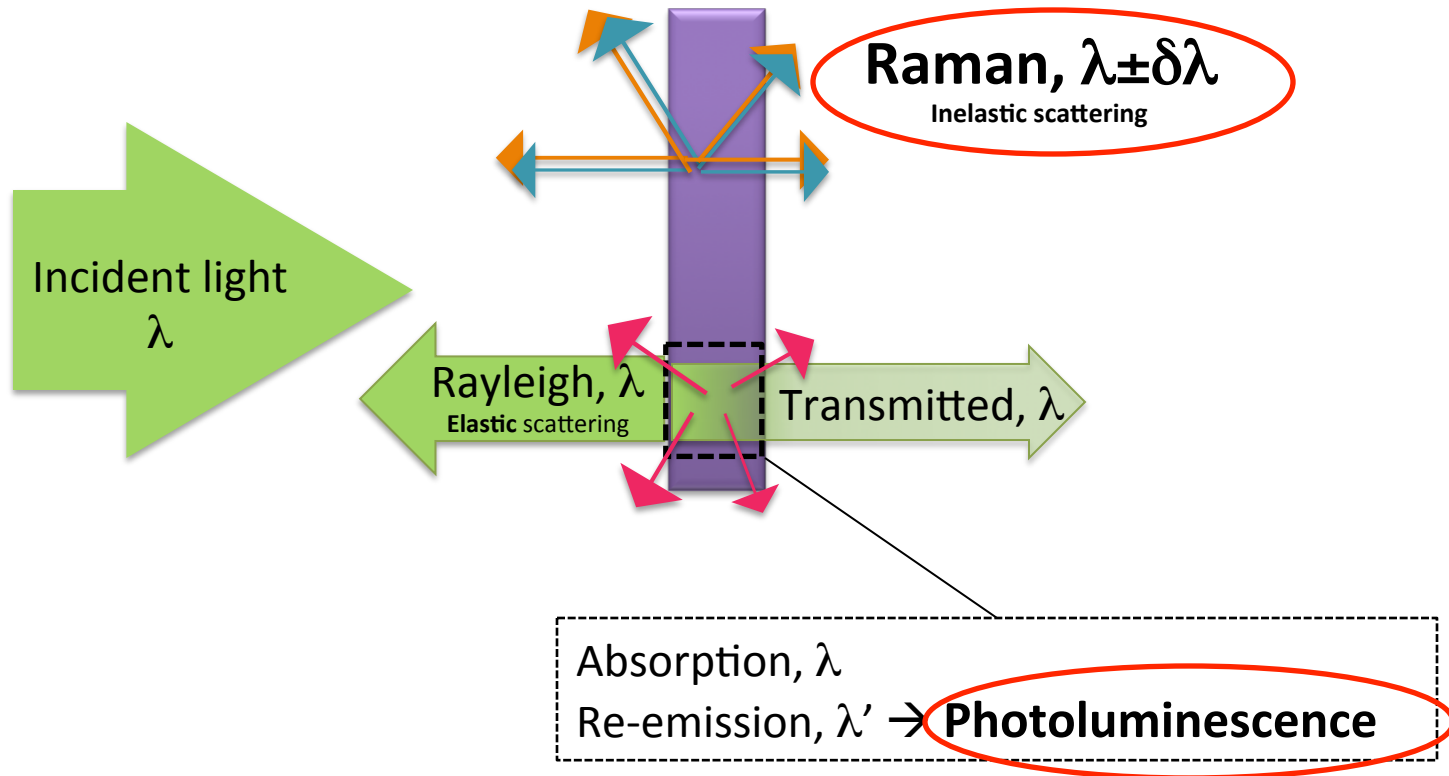 Raman, λ±δλ
Inelastic scattering
Incident light
λ
Rayleigh, λ
Elastic scattering
Transmitted, λ
Absorption, λ
Re-emission, λ’ → Photoluminescence